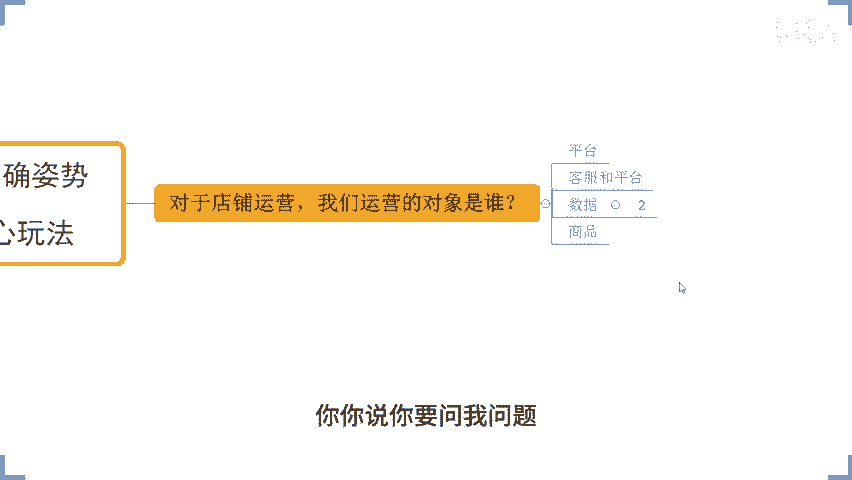 确姿势
心玩法
对于店铺运营，我们运营的对象是谁？
平台
客服和平台
数据 2
商品
你你说你要问我问题